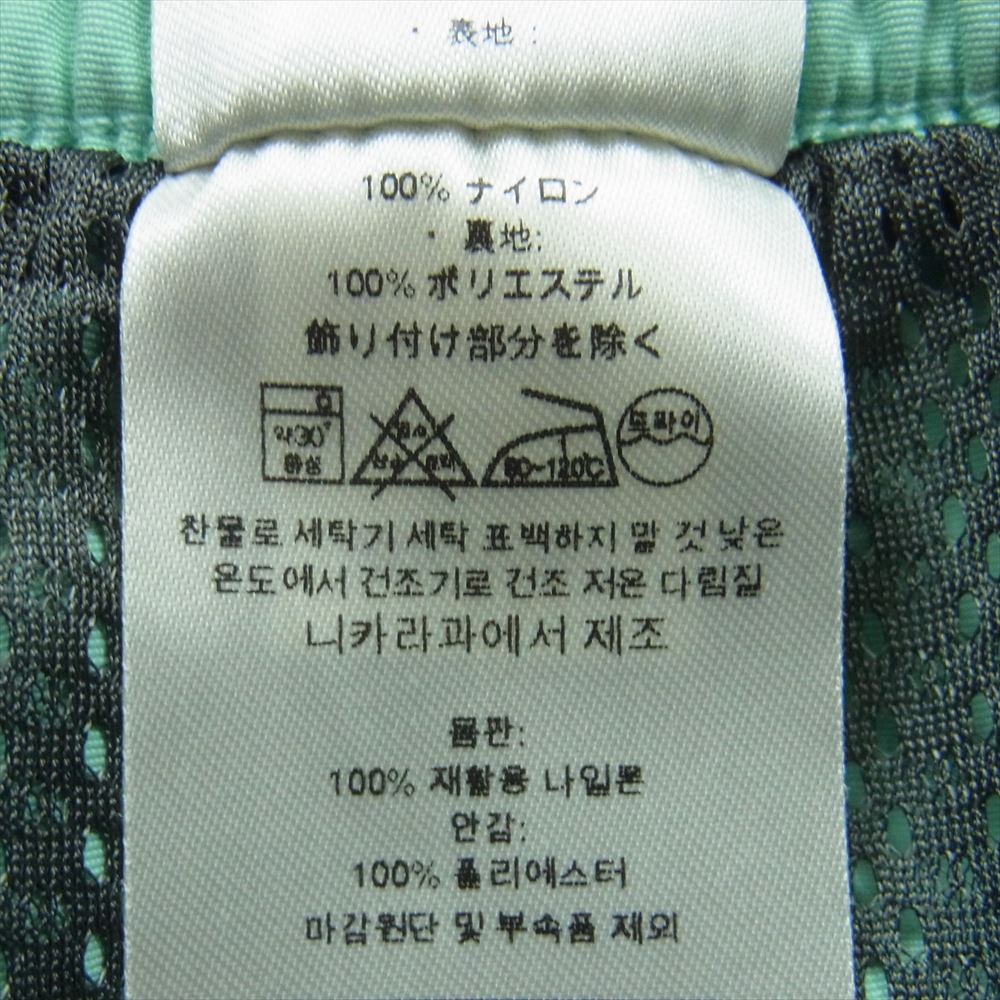 ・表地:
100% ナイロン
・裏地:
100% ポリエステル
飾り付け部分を除く
약30°
중성
80~120℃
드라이
찬물로 세탁기 세탁 표백하지 말 것 낮은
온도에서 건조기로 건조 저온 다림질
니카라과에서 제조
몸판:
100% 재활용 나일론
안감:
100% 폴리에스터
마감원단 및 부속품 제외